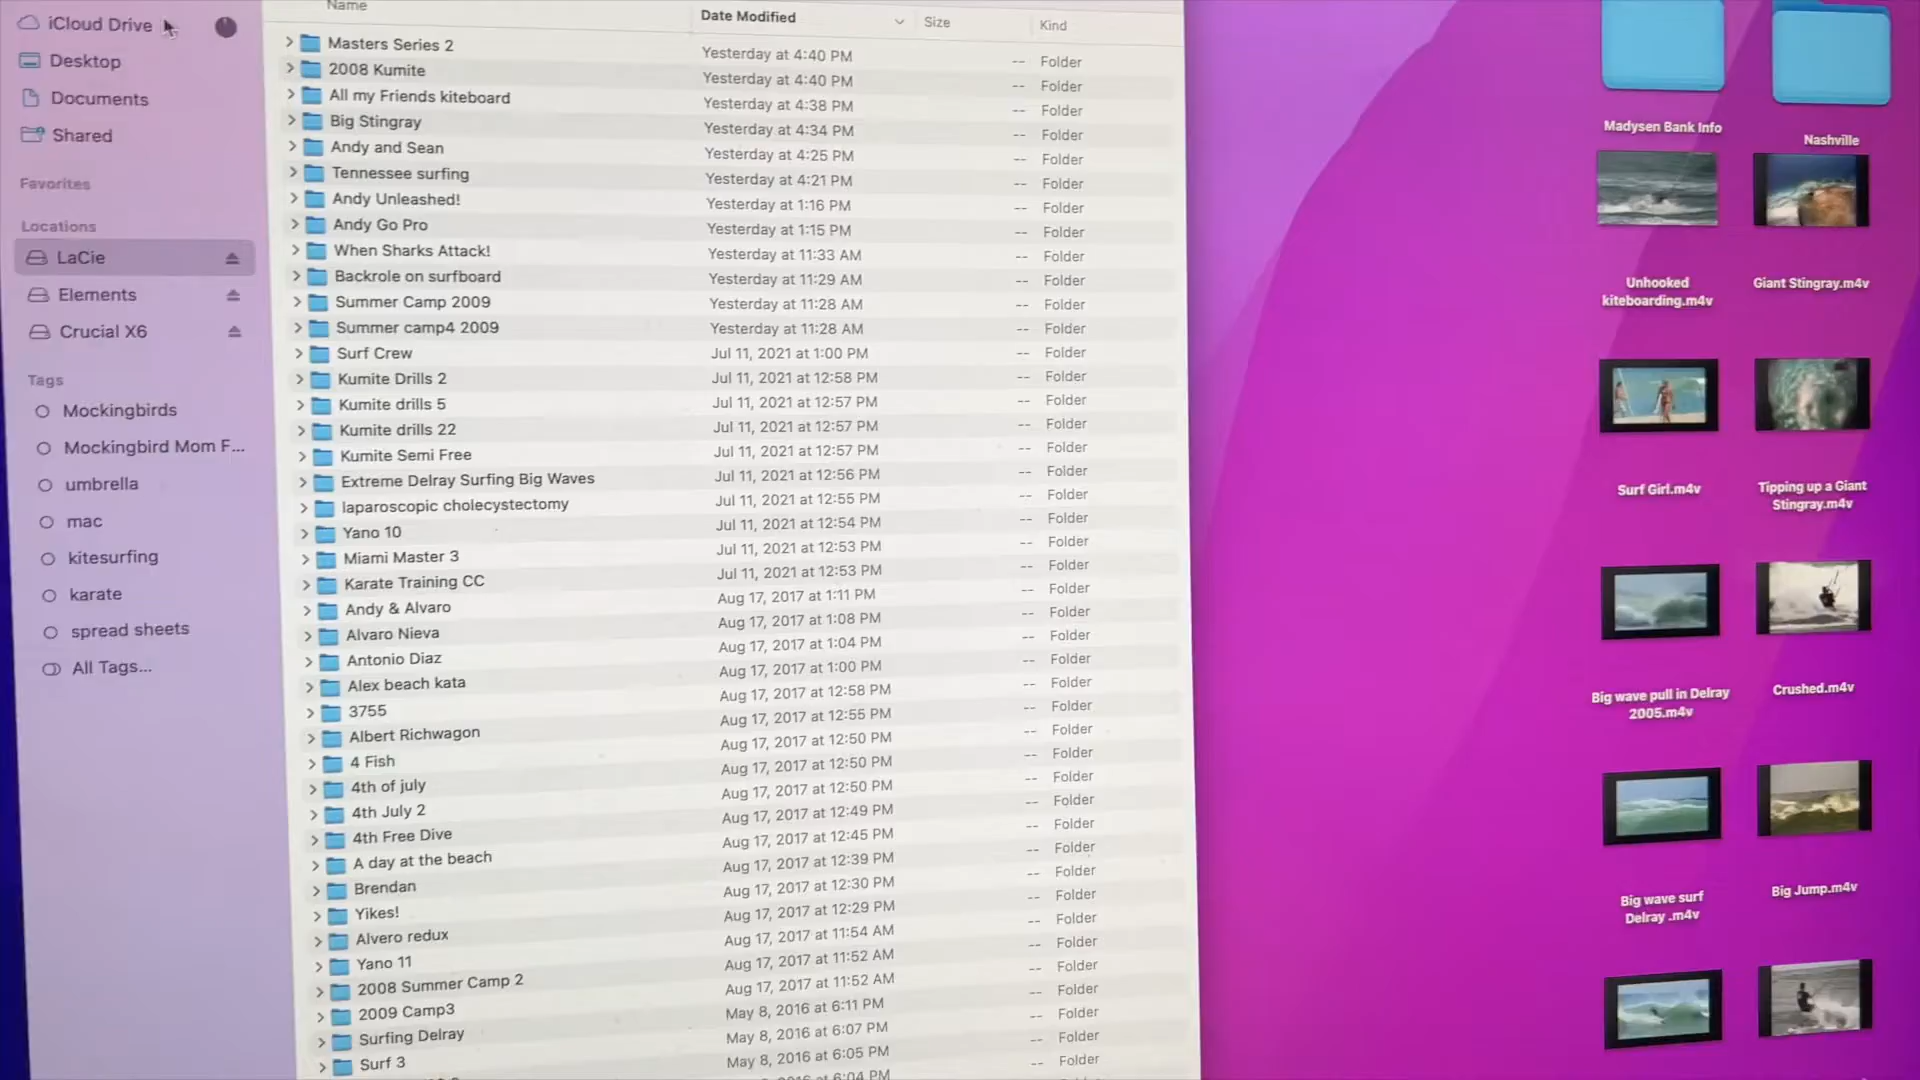 iCloud Drive
Desktop
Documents
Shared
Favorites
Locations
LaCie
Elements
Crucial X6
Tags
Mockingbirds
Mockingbird Mom F...
umbrella
mac
kitesurfing
karate
spread sheets
All Tags...
Name Date Modified Size Kind
Masters Series 2 Yesterday at 4:40 PM -- Folder
2008 Kumite Yesterday at 4:40 PM -- Folder
All my Friends kiteboard Yesterday at 4:38 PM -- Folder
Big Stingray Yesterday at 4:34 PM -- Folder
Andy and Sean Yesterday at 4:25 PM -- Folder
Tennessee surfing Yesterday at 4:21 PM -- Folder
Andy Unleashed! Yesterday at 1:16 PM -- Folder
Andy Go Pro Yesterday at 1:15 PM -- Folder
When Sharks Attack! Yesterday at 11:33 AM -- Folder
Backrole on surfboard Yesterday at 11:29 AM -- Folder
Summer Camp 2009 Yesterday at 11:28 AM -- Folder
Summer camp4 2009 Yesterday at 11:28 AM -- Folder
Surf Crew Jul 11, 2021 at 1:00 PM -- Folder
Kumite Drills 2 Jul 11, 2021 at 12:58 PM -- Folder
Kumite drills 5 Jul 11, 2021 at 12:57 PM -- Folder
Kumite drills 22 Jul 11, 2021 at 12:57 PM -- Folder
Kumite Semi Free Jul 11, 2021 at 12:57 PM -- Folder
Extreme Delray Surfing Big Waves Jul 11, 2021 at 12:56 PM -- Folder
laparoscopic cholecystectomy Jul 11, 2021 at 12:55 PM -- Folder
Yano 10 Jul 11, 2021 at 12:54 PM -- Folder
Miami Master 3 Jul 11, 2021 at 12:53 PM -- Folder
Karate Training CC Jul 11, 2021 at 12:53 PM -- Folder
Andy & Alvaro Aug 17, 2017 at 1:11 PM -- Folder
Alvaro Nieva Aug 17, 2017 at 1:08 PM -- Folder
Antonio Diaz Aug 17, 2017 at 1:04 PM -- Folder
Alex beach kata Aug 17, 2017 at 1:00 PM -- Folder
3755 Aug 17, 2017 at 12:58 PM -- Folder
Albert Richwagon Aug 17, 2017 at 12:55 PM -- Folder
4 Fish Aug 17, 2017 at 12:50 PM -- Folder
4th of july Aug 17, 2017 at 12:50 PM -- Folder
4th July 2 Aug 17, 2017 at 12:50 PM -- Folder
4th Free Dive Aug 17, 2017 at 12:49 PM -- Folder
A day at the beach Aug 17, 2017 at 12:45 PM -- Folder
Brendan Aug 17, 2017 at 12:39 PM -- Folder
Yikes! Aug 17, 2017 at 12:30 PM -- Folder
Alvero redux Aug 17, 2017 at 12:29 PM -- Folder
Yano 11 Aug 17, 2017 at 11:54 AM -- Folder
2008 Summer Camp 2 Aug 17, 2017 at 11:52 AM -- Folder
2009 Camp3 Aug 17, 2017 at 11:52 AM -- Folder
Surfing Delray May 8, 2016 at 6:11 PM -- Folder
Surf 3 May 8, 2016 at 6:07 PM -- Folder
May 8, 2016 at 6:05 PM -- Folder
2016 at 6:04 PM
Madysen Bank Info
Nashville
Unhooked
kiteboarding.m4v
Giant Stingray.m4v
Surf Girl.m4v
Tipping up a Giant
Stingray.m4v
Big wave pull in Delray
2005.m4v
Crushed.m4v
Big wave surf
Delray .m4v
Big Jump.m4v